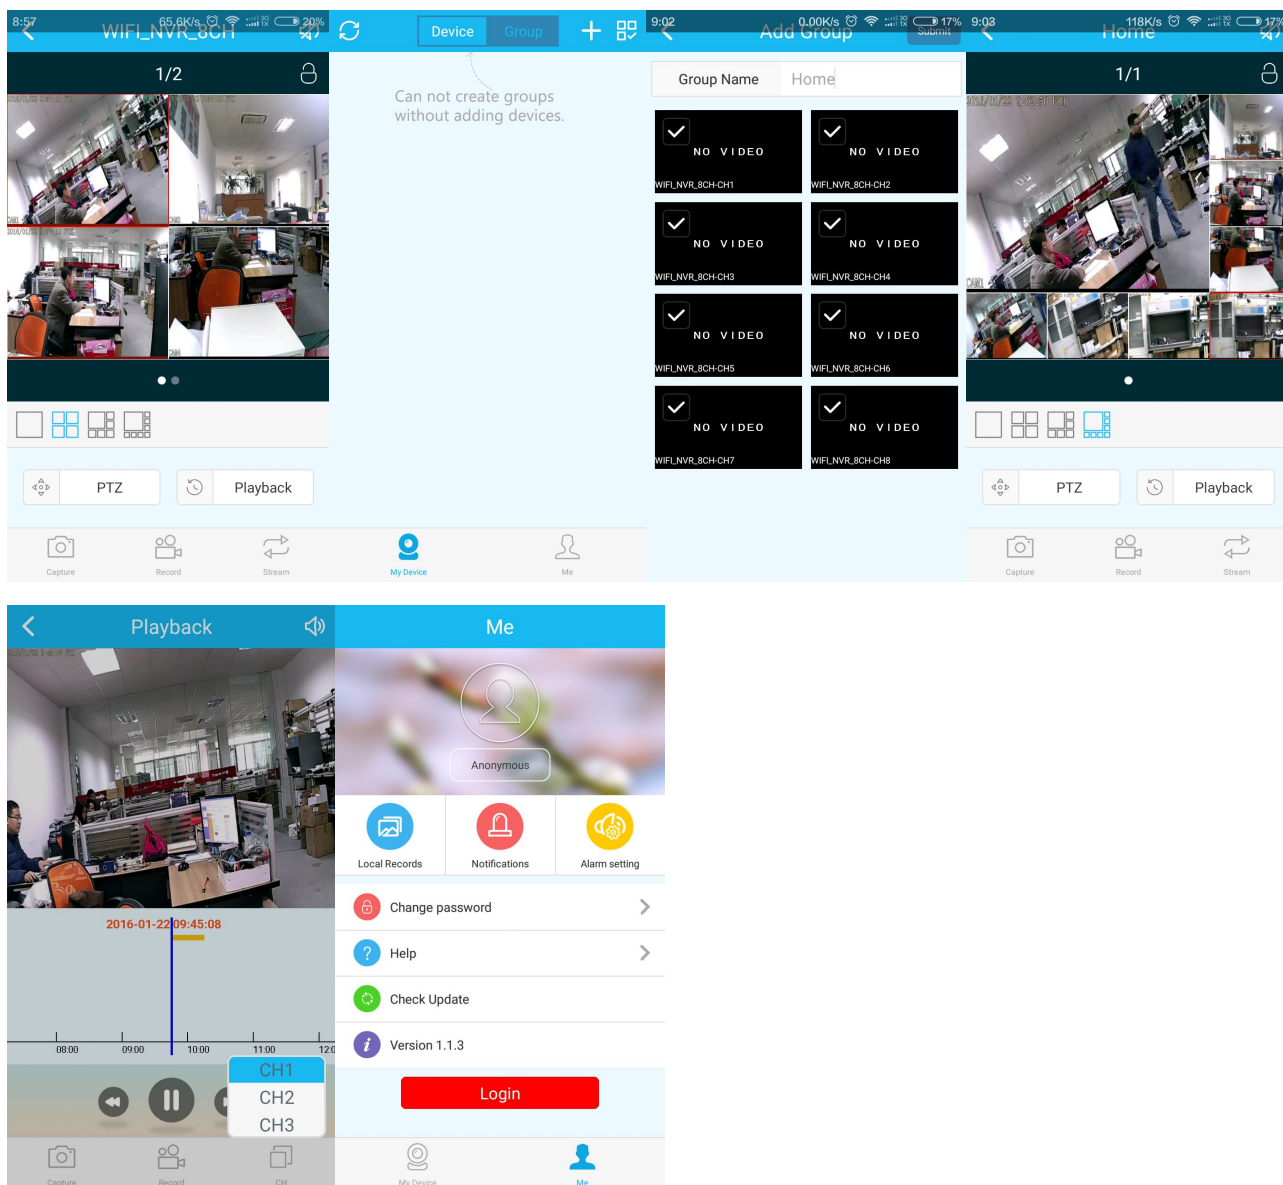 8:57 65.6K/s 20%
WIFI_NVR_8CH
1/2
PTZ
Playback
Capture
Record
Stream
Device
Group
Can not create groups
without adding devices.
My Device
Me
9:02 0.00K/s 17%
Add Group
Submit
Group Name
Home
NO VIDEO
WIFI_NVR_8CH-CH1
NO VIDEO
WIFI_NVR_8CH-CH2
NO VIDEO
WIFI_NVR_8CH-CH3
NO VIDEO
WIFI_NVR_8CH-CH4
NO VIDEO
WIFI_NVR_8CH-CH5
NO VIDEO
WIFI_NVR_8CH-CH6
NO VIDEO
WIFI_NVR_8CH-CH7
NO VIDEO
WIFI_NVR_8CH-CH8
9:03 118K/s 17%
Home
1/1
PTZ
Playback
Capture
Record
Stream
Playback
2016-01-22 09:45:08
08:00 09:00 10:00 11:00
CH1
CH2
CH3
Capture
Record
CH
Me
Anonymous
Local Records
Notifications
Alarm setting
Change password
Help
Check Update
Version 1.1.3
Login
My Device
Me